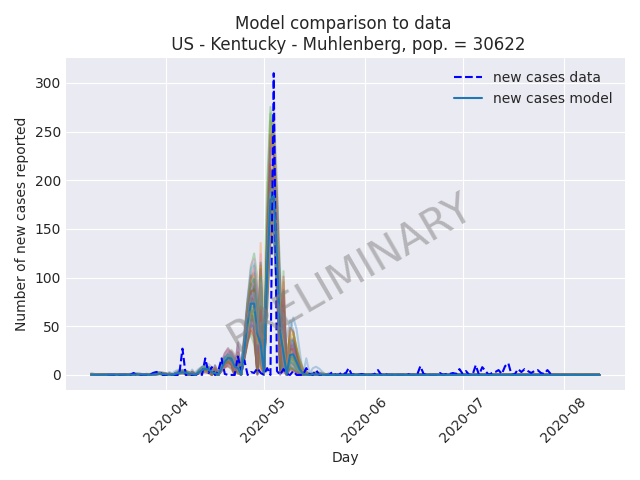 Model comparison to data
US - Kentucky - Muhlenberg, pop. = 30622
new cases data
new cases model
Number of new cases reported
300
250
200
150
100
50
0
PRELIMINARY
2020-04
2020-05
2020-06
2020-07
2020-08
Day